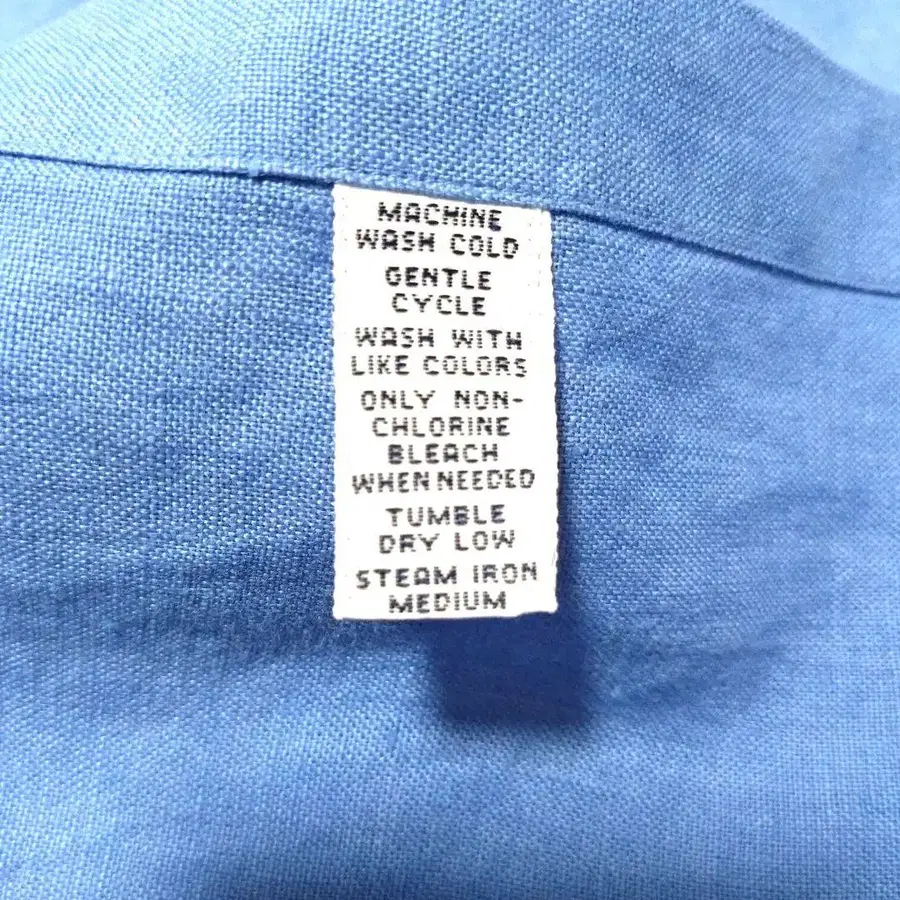 MACHINE
WASH COLD
GENTLE
CYCLE
WASH WITH
LIKE COLORS
ONLY NON-
CHLORINE
BLEACH
WHEN NEEDED
TUMBLE
DRY LOW
STEAM IRON
MEDIUM